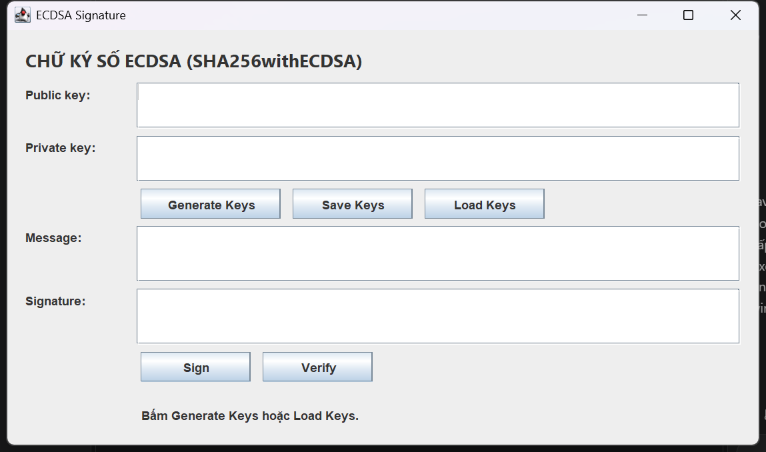 ECDSA Signature
CHỮ KÝ SỐ ECDSA (SHA256withECDSA)
Public key:
Private key:
Generate Keys Save Keys Load Keys
Message:
Signature:
Sign Verify
Bấm Generate Keys hoặc Load Keys.